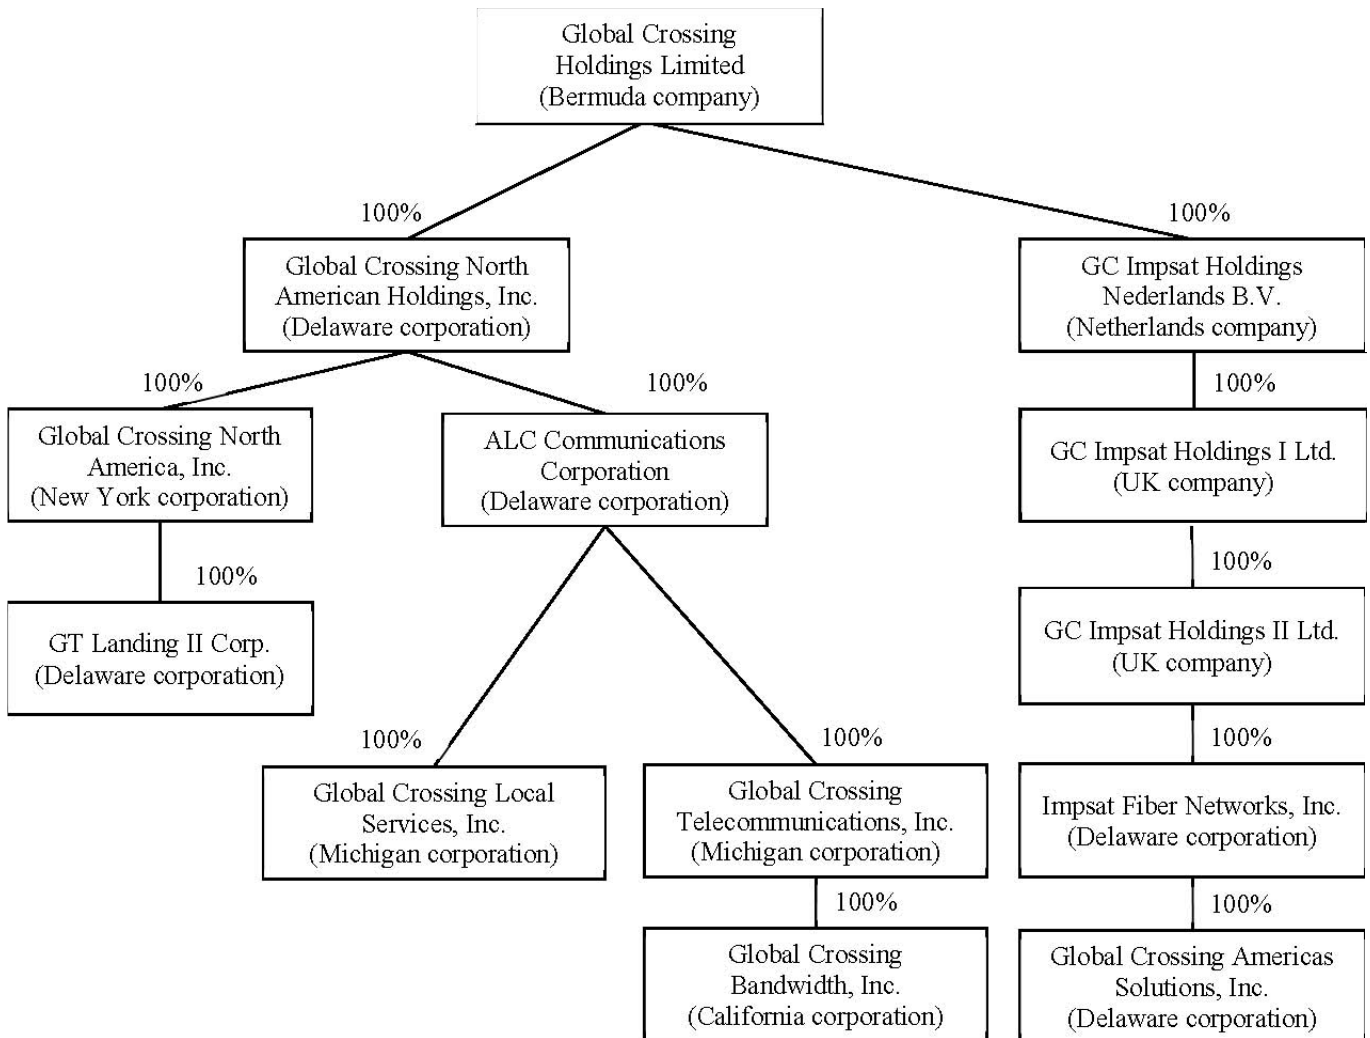 Global Crossing
Holdings Limited
(Bermuda company)
100%
100%
Global Crossing North
American Holdings, Inc.
(Delaware corporation)
GC Impsat Holdings
Nederlands B.V.
(Netherlands company)
100%
100%
100%
Global Crossing North
America, Inc.
(New York corporation)
ALC Communications
Corporation
(Delaware corporation)
GC Impsat Holdings I Ltd.
(UK company)
100%
100%
GT Landing II Corp.
(Delaware corporation)
GC Impsat Holdings II Ltd.
(UK company)
100%
100%
100%
Global Crossing Local
Services, Inc.
(Michigan corporation)
Global Crossing
Telecommunications, Inc.
(Michigan corporation)
Impsat Fiber Networks, Inc.
(Delaware corporation)
100%
100%
Global Crossing
Bandwidth, Inc.
(California corporation)
Global Crossing Americas
Solutions, Inc.
(Delaware corporation)